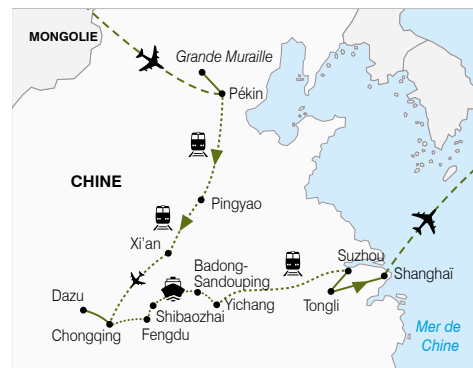 MONGOLIE
Grande Muraille
Pékin
CHINE
Pingyao
Xi'an
Badong-
Sandouping
Suzhou
Shanghaï
Dazu
Shibaozhai
Yichang
Tongli
Chongqing
Fengdu
Mer de
Chine